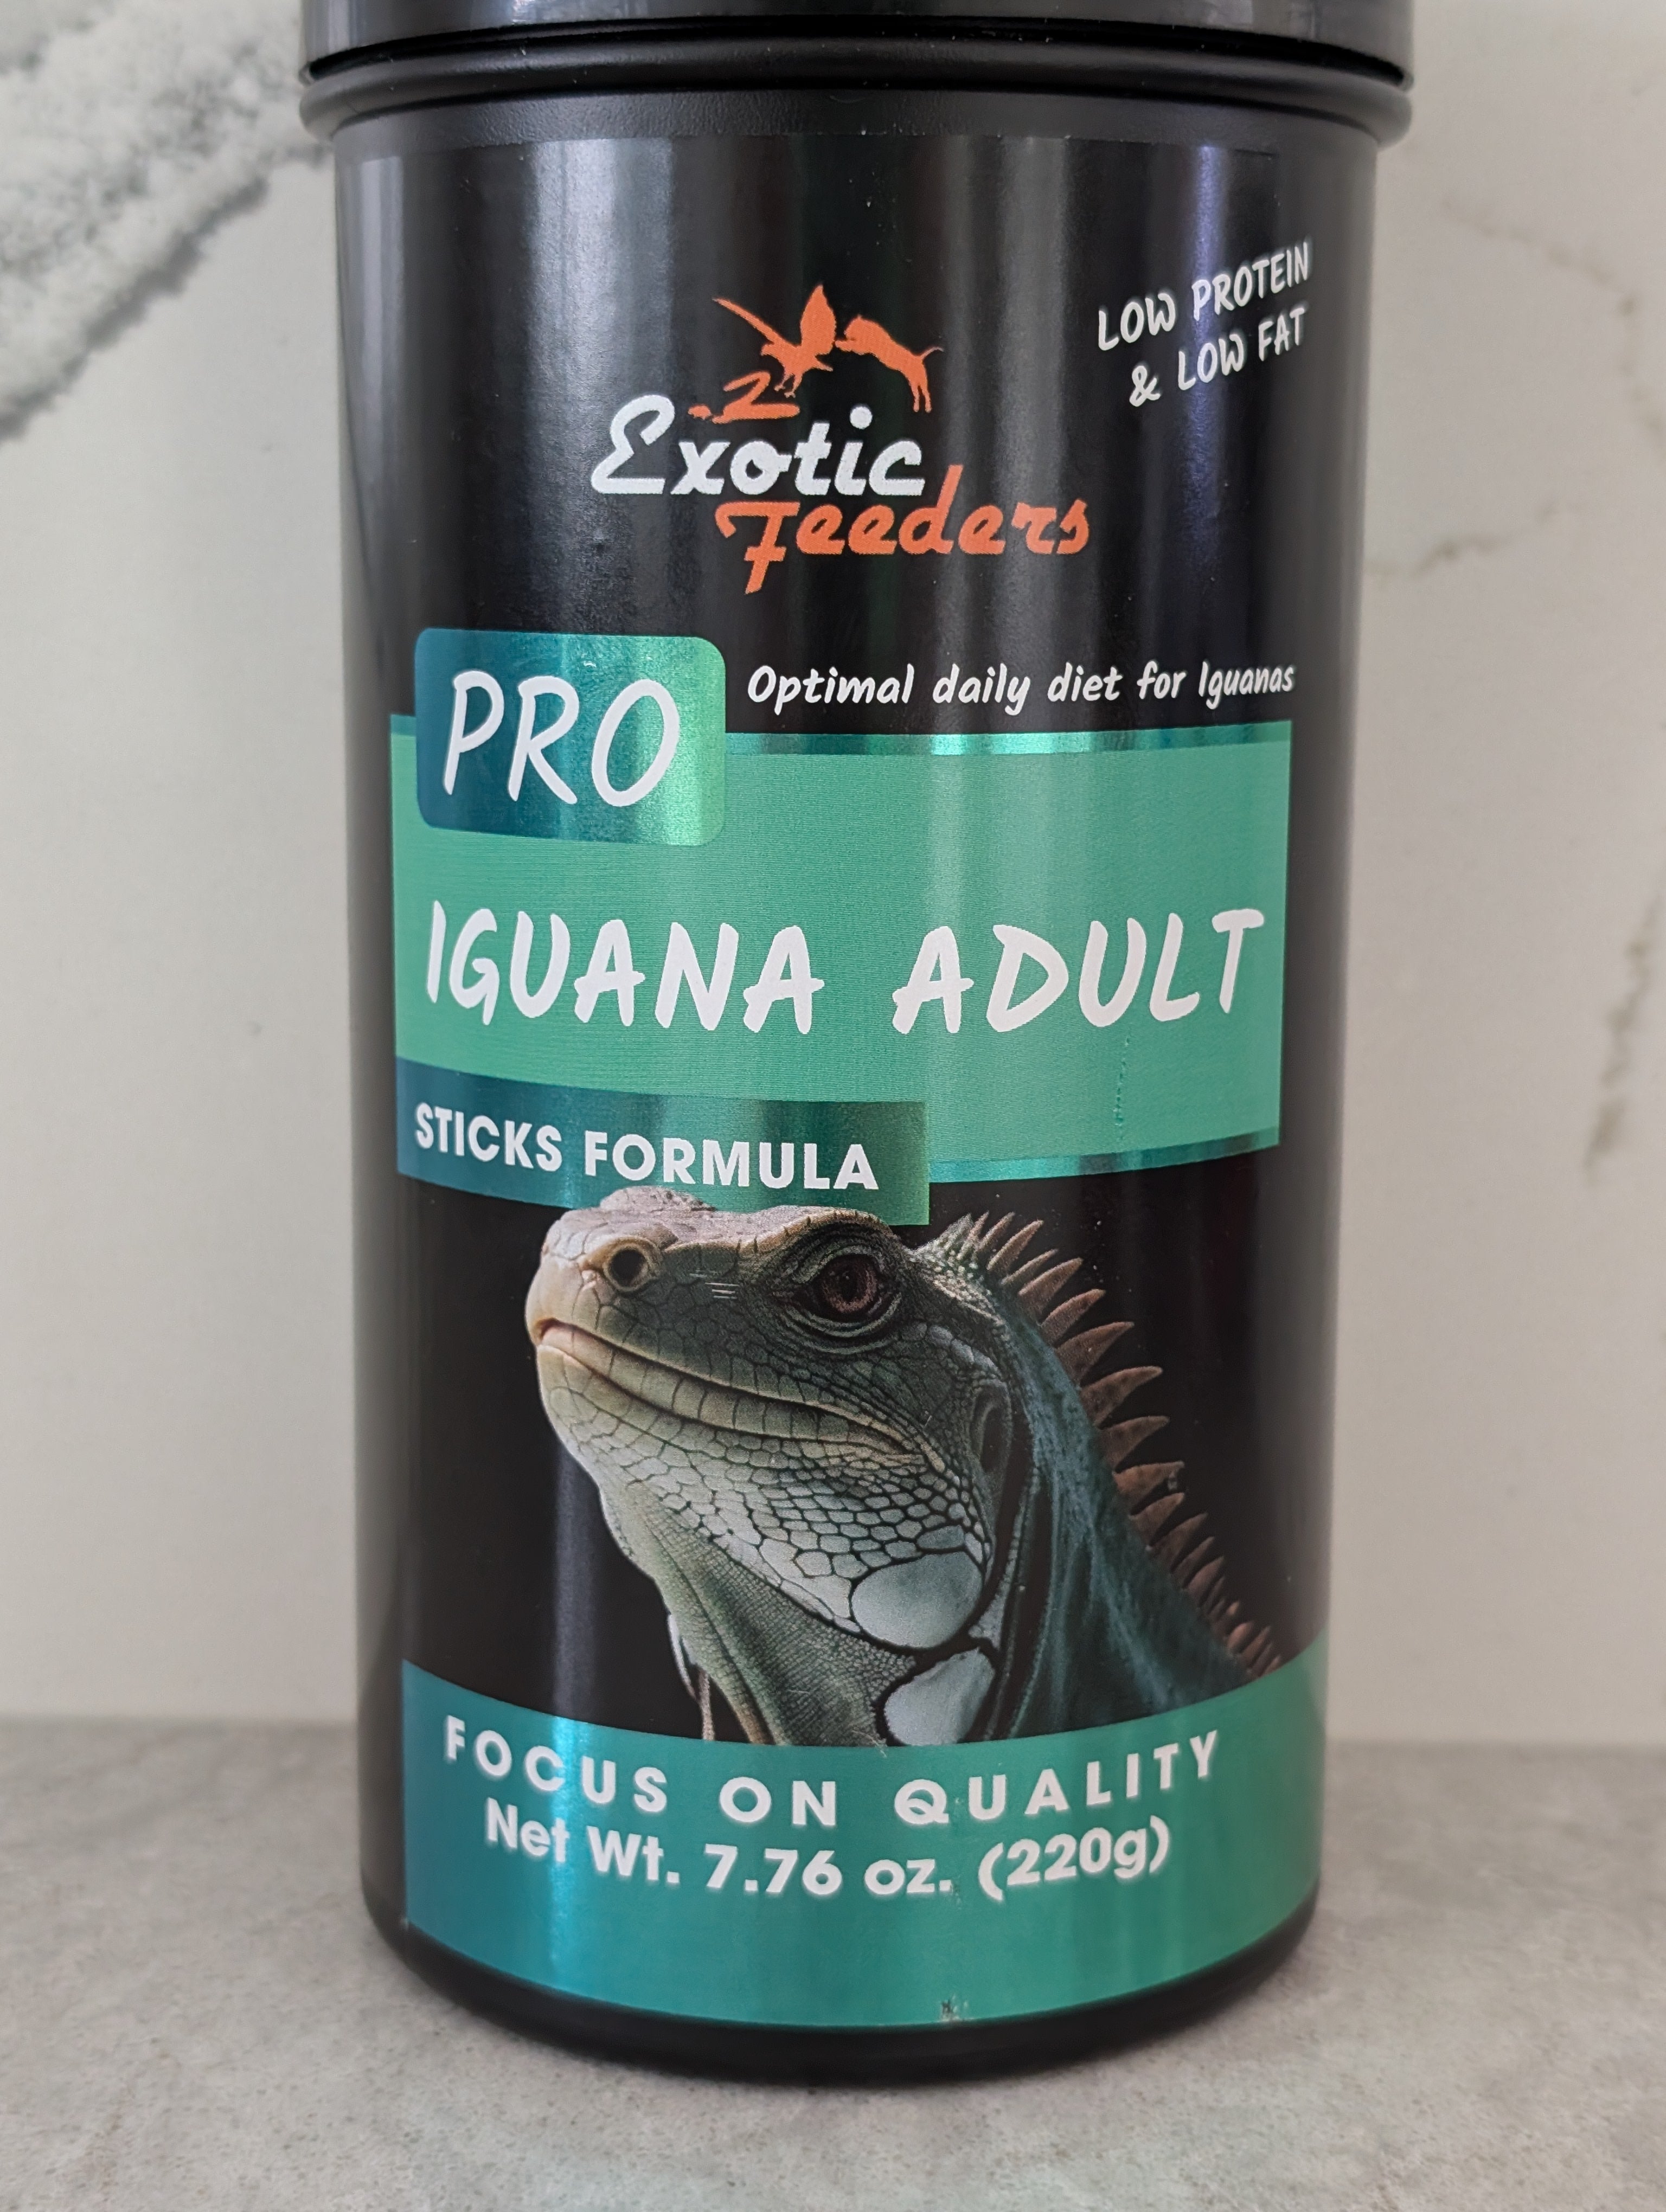 LOW PROTEIN
& LOW FAT
Exotic
Feeders
PRO
Optimal daily diet for Iguanas
IGUANA ADULT
STICKS FORMULA
FOCUS ON QUALITY
Net Wt. 7.76 oz. (220g)